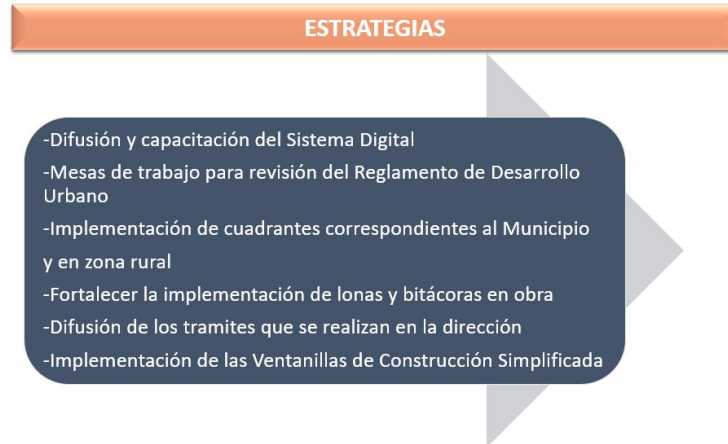 ESTRATEGIAS
-Difusión y capacitación del Sistema Digital
-Mesas de trabajo para revisión del Reglamento de Desarrollo
Urbano
-Implementación de cuadrantes correspondientes al Municipio
y en zona rural
-Fortalecer la implementación de lonas y bitácoras en obra
-Difusión de los tramites que se realizan en la dirección
-Implementación de las Ventanillas de Construcción Simplificada